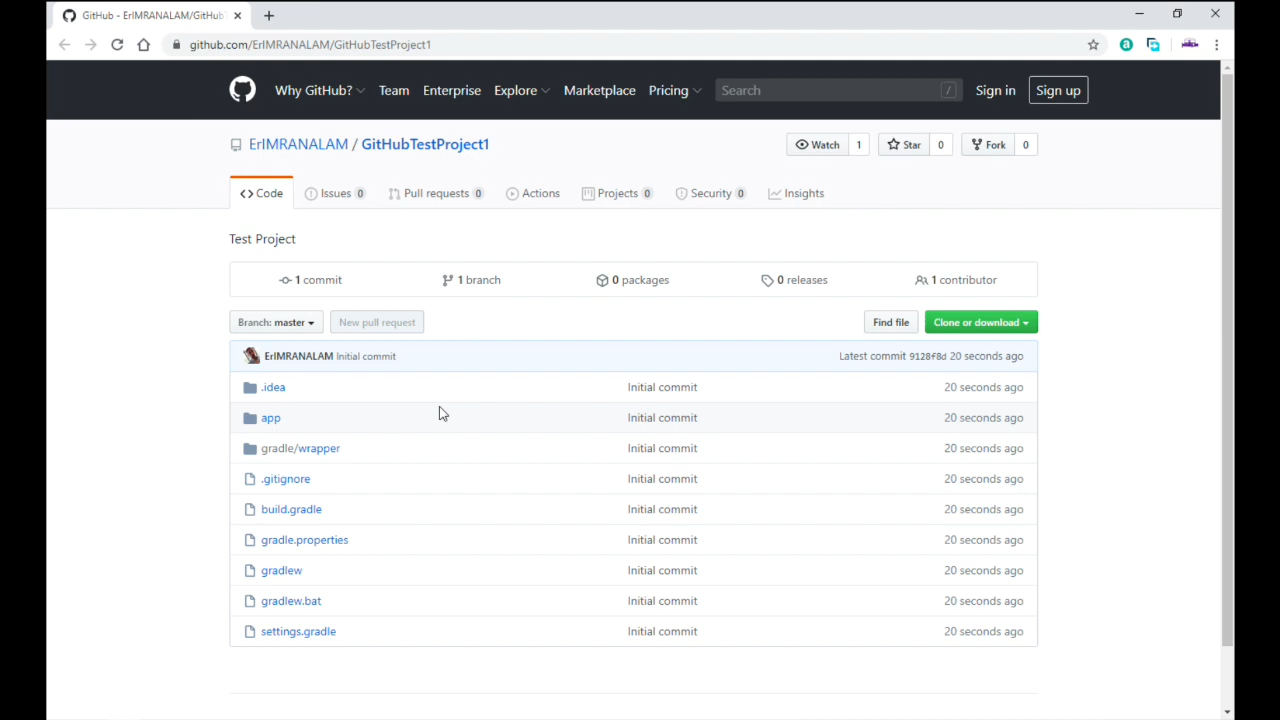 GitHub - ErIMRANALAM/GitHub
github.com/ErIMRANALAM/GitHubTestProject1
Why GitHub? Team Enterprise Explore Marketplace Pricing Search / Sign in Sign up
ErIMRANALAM / GitHubTestProject1 Watch 1 Star 0 Fork 0
Code Issues 0 Pull requests 0 Actions Projects 0 Security 0 Insights
Test Project
1 commit 1 branch 0 packages 0 releases 1 contributor
Branch: master New pull request Find file Clone or download
ErIMRANALAM Initial commit Latest commit 9128f8d 20 seconds ago
.idea Initial commit 20 seconds ago
app Initial commit 20 seconds ago
gradle/wrapper Initial commit 20 seconds ago
.gitignore Initial commit 20 seconds ago
build.gradle Initial commit 20 seconds ago
gradle.properties Initial commit 20 seconds ago
gradlew Initial commit 20 seconds ago
gradlew.bat Initial commit 20 seconds ago
settings.gradle Initial commit 20 seconds ago